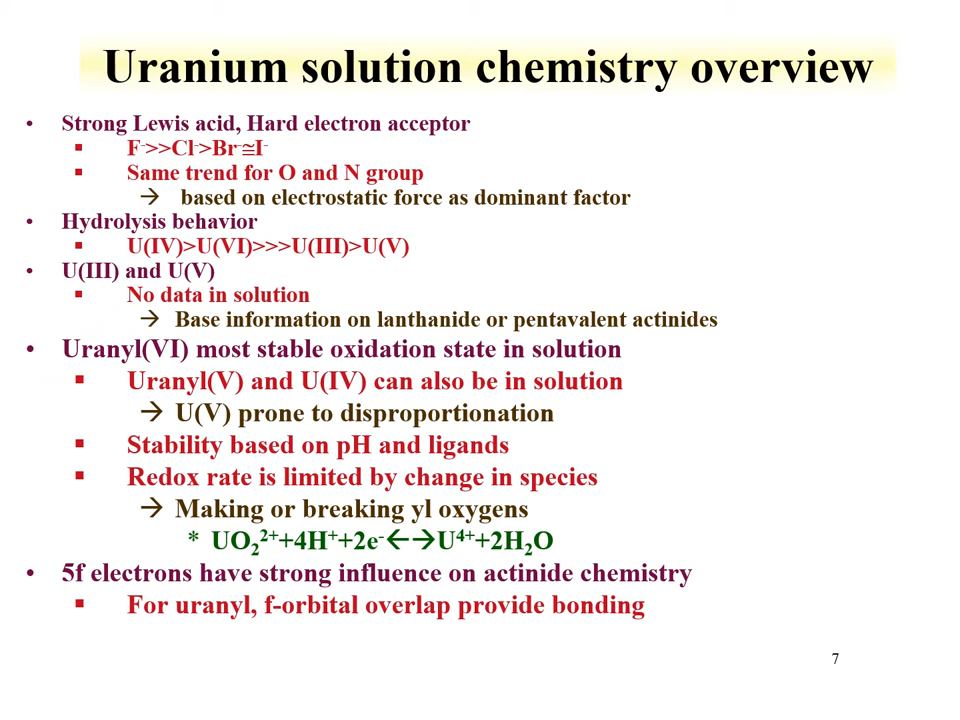 Uranium solution chemistry overview
• Strong Lewis acid, Hard electron acceptor
▪ F⁻>>Cl⁻>Br⁻≅I⁻
▪ Same trend for O and N group
→ based on electrostatic force as dominant factor
• Hydrolysis behavior
▪ U(IV)>U(VI)>>>U(III)>U(V)
• U(III) and U(V)
▪ No data in solution
→ Base information on lanthanide or pentavalent actinides
• Uranyl(VI) most stable oxidation state in solution
▪ Uranyl(V) and U(IV) can also be in solution
→ U(V) prone to disproportionation
▪ Stability based on pH and ligands
▪ Redox rate is limited by change in species
→ Making or breaking yl oxygens
* UO₂²⁺+4H⁺+2e⁻←→U⁴⁺+2H₂O
• 5f electrons have strong influence on actinide chemistry
▪ For uranyl, f-orbital overlap provide bonding
7